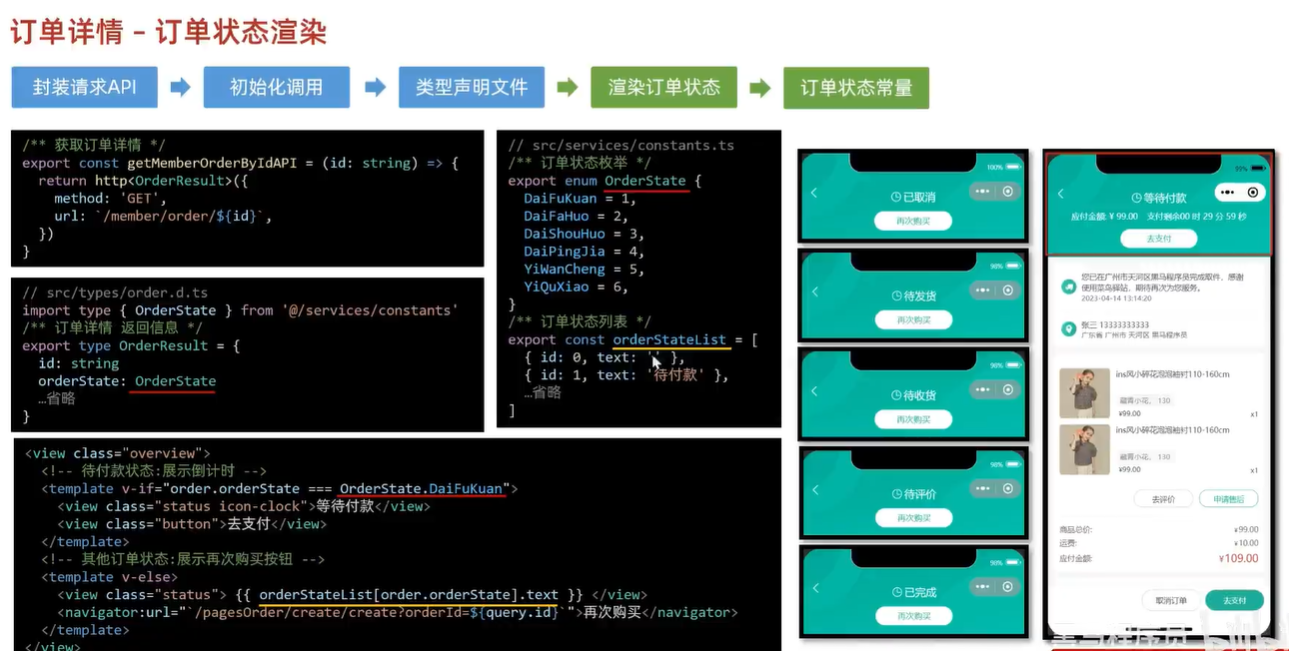 订单详情 – 订单状态渲染
封装请求API
初始化调用
类型声明文件
渲染订单状态
订单状态常量
/** 获取订单详情 */
export const getMemberOrderByIdAPI = (id: string) => {
return http<OrderResult>({
method: 'GET',
url: `/member/order/${id}`,
})
}
// src/types/order.d.ts
import type { OrderState } from '@/services/constants'
/** 订单详情 返回信息 */
export type OrderResult = {
id: string
orderState: OrderState
…省略
}
// src/services/constants.ts
/** 订单状态枚举 */
export enum OrderState {
DaiFuKuan = 1,
DaiFaHuo = 2,
DaiShouHuo = 3,
DaiPingJia = 4,
YiWanCheng = 5,
YiQuXiao = 6,
}
/** 订单状态列表 */
export const orderStateList = [
{ id: 0, text: '' },
{ id: 1, text: '待付款' },
…省略
]
<view class="overview">
<!-- 待付款状态:展示倒计时 -->
<template v-if="order.orderState === OrderState.DaiFuKuan">
<view class="status icon-clock">等待付款</view>
<view class="button">去支付</view>
</template>
<!-- 其他订单状态:展示再次购买按钮 -->
<template v-else>
<view class="status"> {{ orderStateList[order.orderState].text }} </view>
<navigator:url="`/pagesOrder/create/create?orderId=${query.id}`">再次购买</navigator>
</template>
</view>
100%
已取消
再次购买
98%
待发货
再次购买
98%
待收货
再次购买
98%
待评价
再次购买
98%
已完成
再次购买
99%
等待付款
应付金额: ¥ 99.00 支付剩余00 时 29 分 59 秒
去支付
您已在广州市天河区黑马程序员完成取件，感谢
使用菜鸟驿站，期待再次为您服务。
2023-04-14 13:14:20
张三 13333333333
广东省 广州市 天河区 黑马程序员
ins风小碎花泡泡袖衬110-160cm
藏青小花, 130
¥99.00 x1
ins风小碎花泡泡袖衬110-160cm
藏青小花, 130
¥99.00 x1
去评价
申请售后
商品总价: ¥99.00
运费: ¥10.00
应付金额: ¥109.00
取消订单
去支付